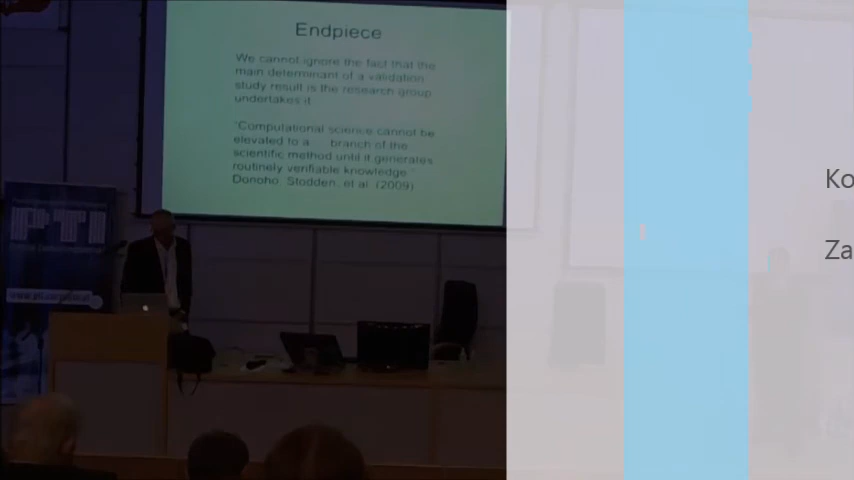 Endpiece
We cannot ignore the fact that the
main determinant of a validation
study result is the research group
undertakes it
"Computational science cannot be
elevated to a branch of the
scientific method until it generates
routinely verifiable knowledge."
Donoho, Stodden, et al. (2009)
PTI
Ko
Za